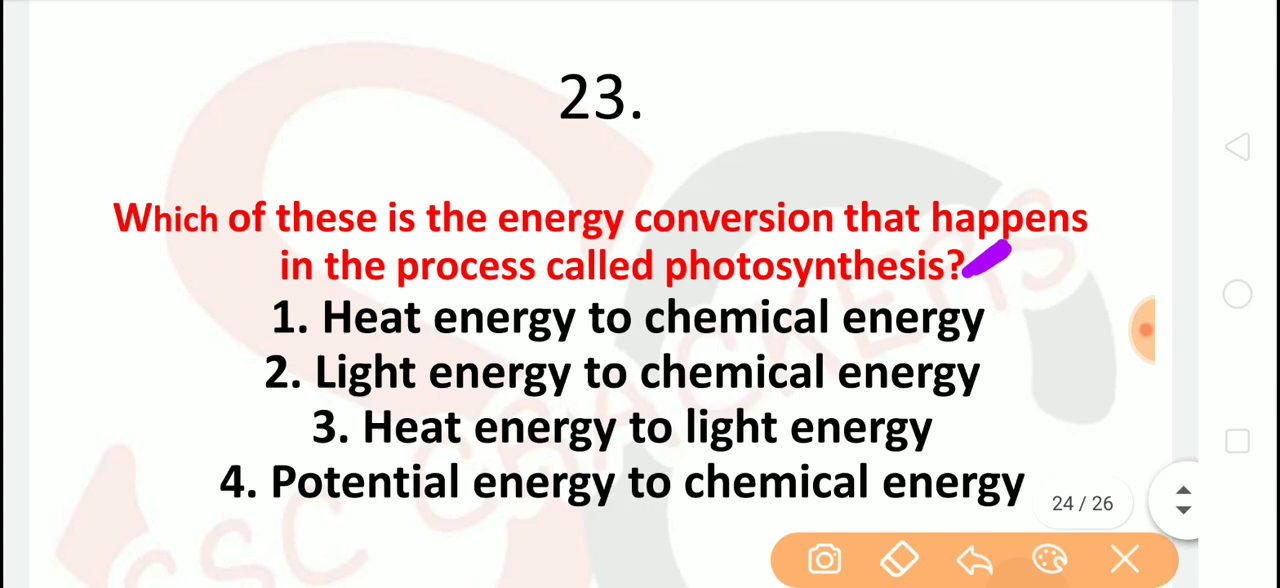 23.
Which of these is the energy conversion that happens
in the process called photosynthesis?
1. Heat energy to chemical energy
2. Light energy to chemical energy
3. Heat energy to light energy
4. Potential energy to chemical energy
24 / 26
SSC CRACKERS